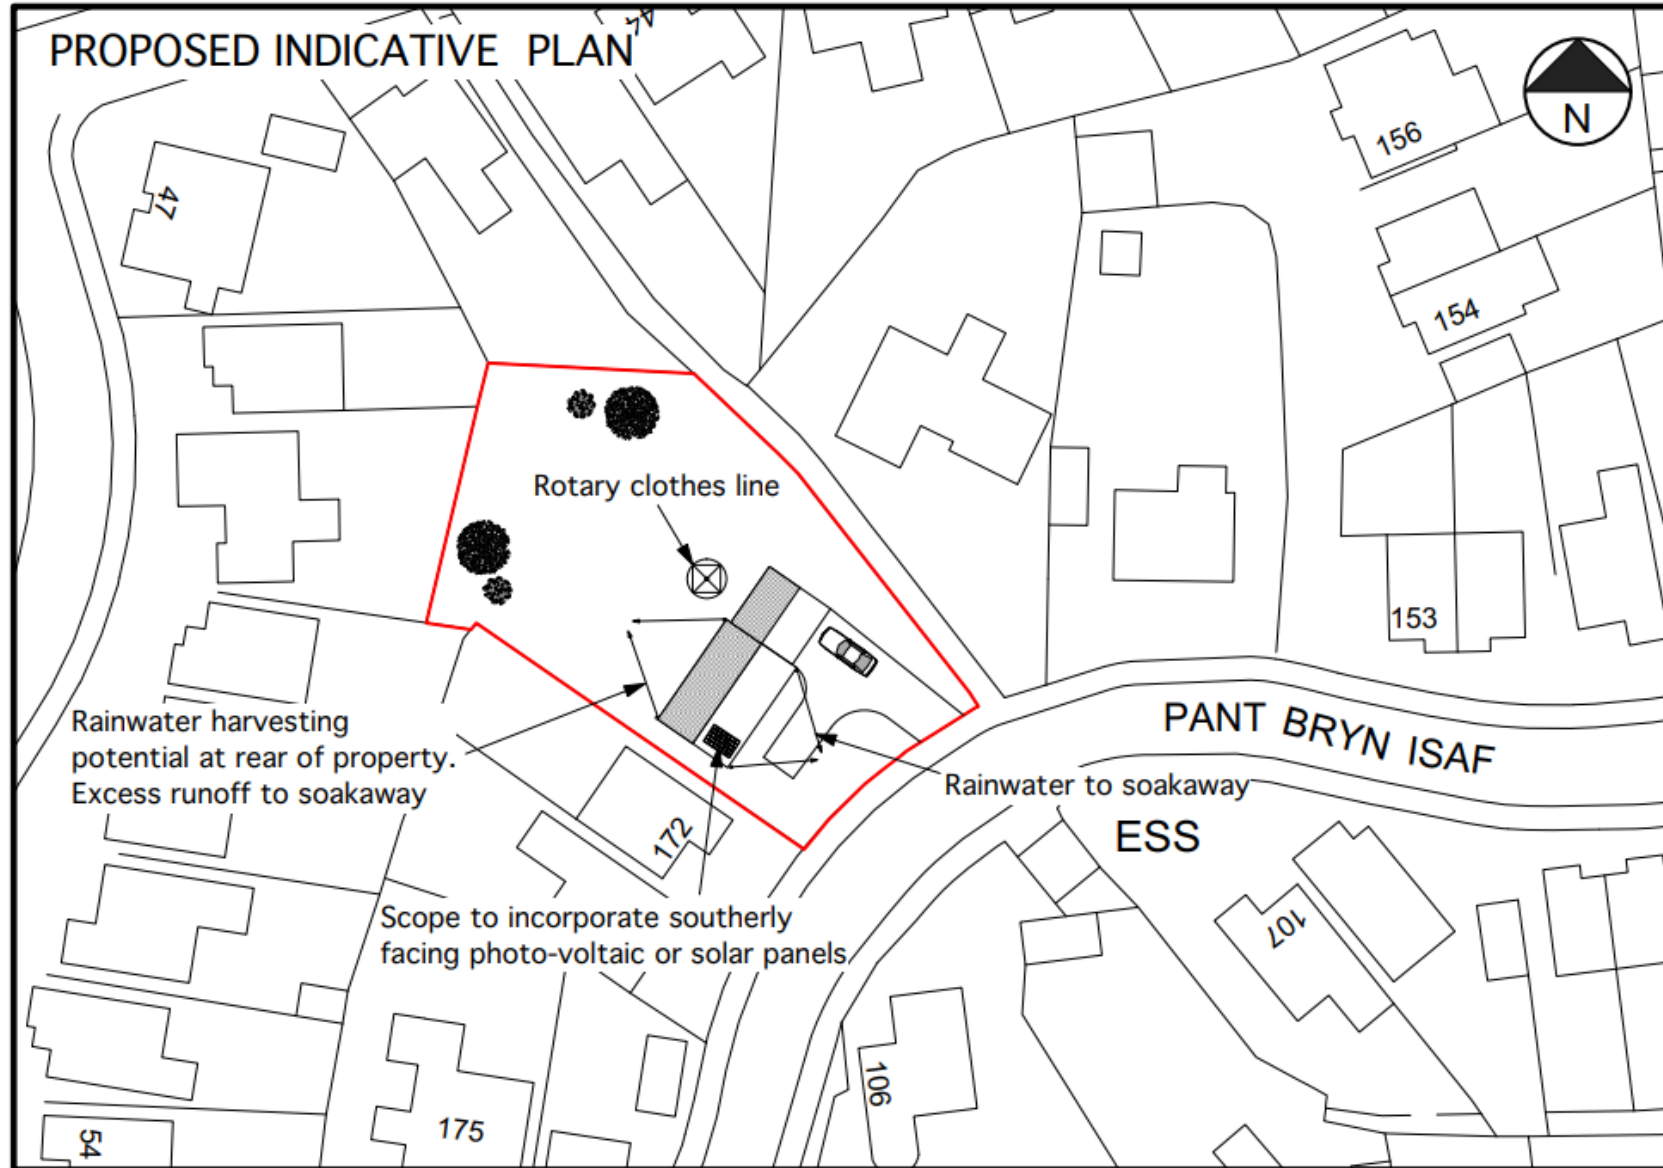 PROPOSED INDICATIVE PLAN
44
N
156
47
154
Rotary clothes line
153
PANT BRYN ISAF
Rainwater harvesting
potential at rear of property.
Excess runoff to soakaway
Rainwater to soakaway
172
ESS
Scope to incorporate southerly
facing photo-voltaic or solar panels
107
106
175
54